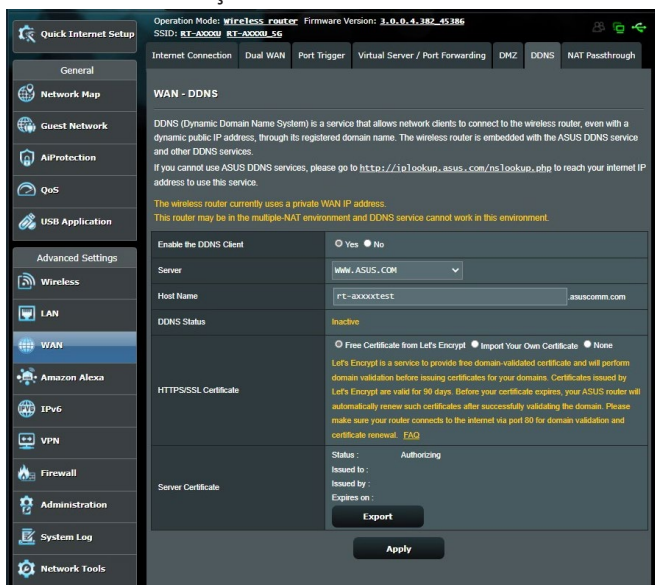 Quick Internet Setup
General
Network Map
Guest Network
AiProtection
QoS
USB Application
Advanced Settings
Wireless
LAN
WAN
Amazon Alexa
IPv6
VPN
Firewall
Administration
System Log
Network Tools
Operation Mode: Wireless router Firmware Version: 3.0.0.4.382_45386
SSID: RT-AXXXU RT-AXXXU_5G
Internet Connection Dual WAN Port Trigger Virtual Server / Port Forwarding DMZ DDNS NAT Passthrough
WAN - DDNS
DDNS (Dynamic Domain Name System) is a service that allows network clients to connect to the wireless router, even with a
dynamic public IP address, through its registered domain name. The wireless router is embedded with the ASUS DDNS service
and other DDNS services.
If you cannot use ASUS DDNS services, please go to http://iplookup.asus.com/nslookup.php to reach your internet IP
address to use this service.
The wireless router currently uses a private WAN IP address.
This router may be in the multiple-NAT environment and DDNS service cannot work in this environment.
Enable the DDNS Client Yes No
Server WWW.ASUS.COM
Host Name rt-axxxxtest .asuscomm.com
DDNS Status Inactive
HTTPS/SSL Certificate
Free Certificate from Let's Encrypt Import Your Own Certificate None
Let's Encrypt is a service to provide free domain-validated certificate and will perform
domain validation before issuing certificates for your domains. Certificates issued by
Let's Encrypt are valid for 90 days. Before your certificate expires, your ASUS router will
automatically renew such certificates after successfully validating the domain. Please
make sure your router connects to the internet via port 80 for domain validation and
certificate renewal. FAQ
Server Certificate
Status : Authorizing
Issued to :
Issued by :
Expires on :
Export
Apply